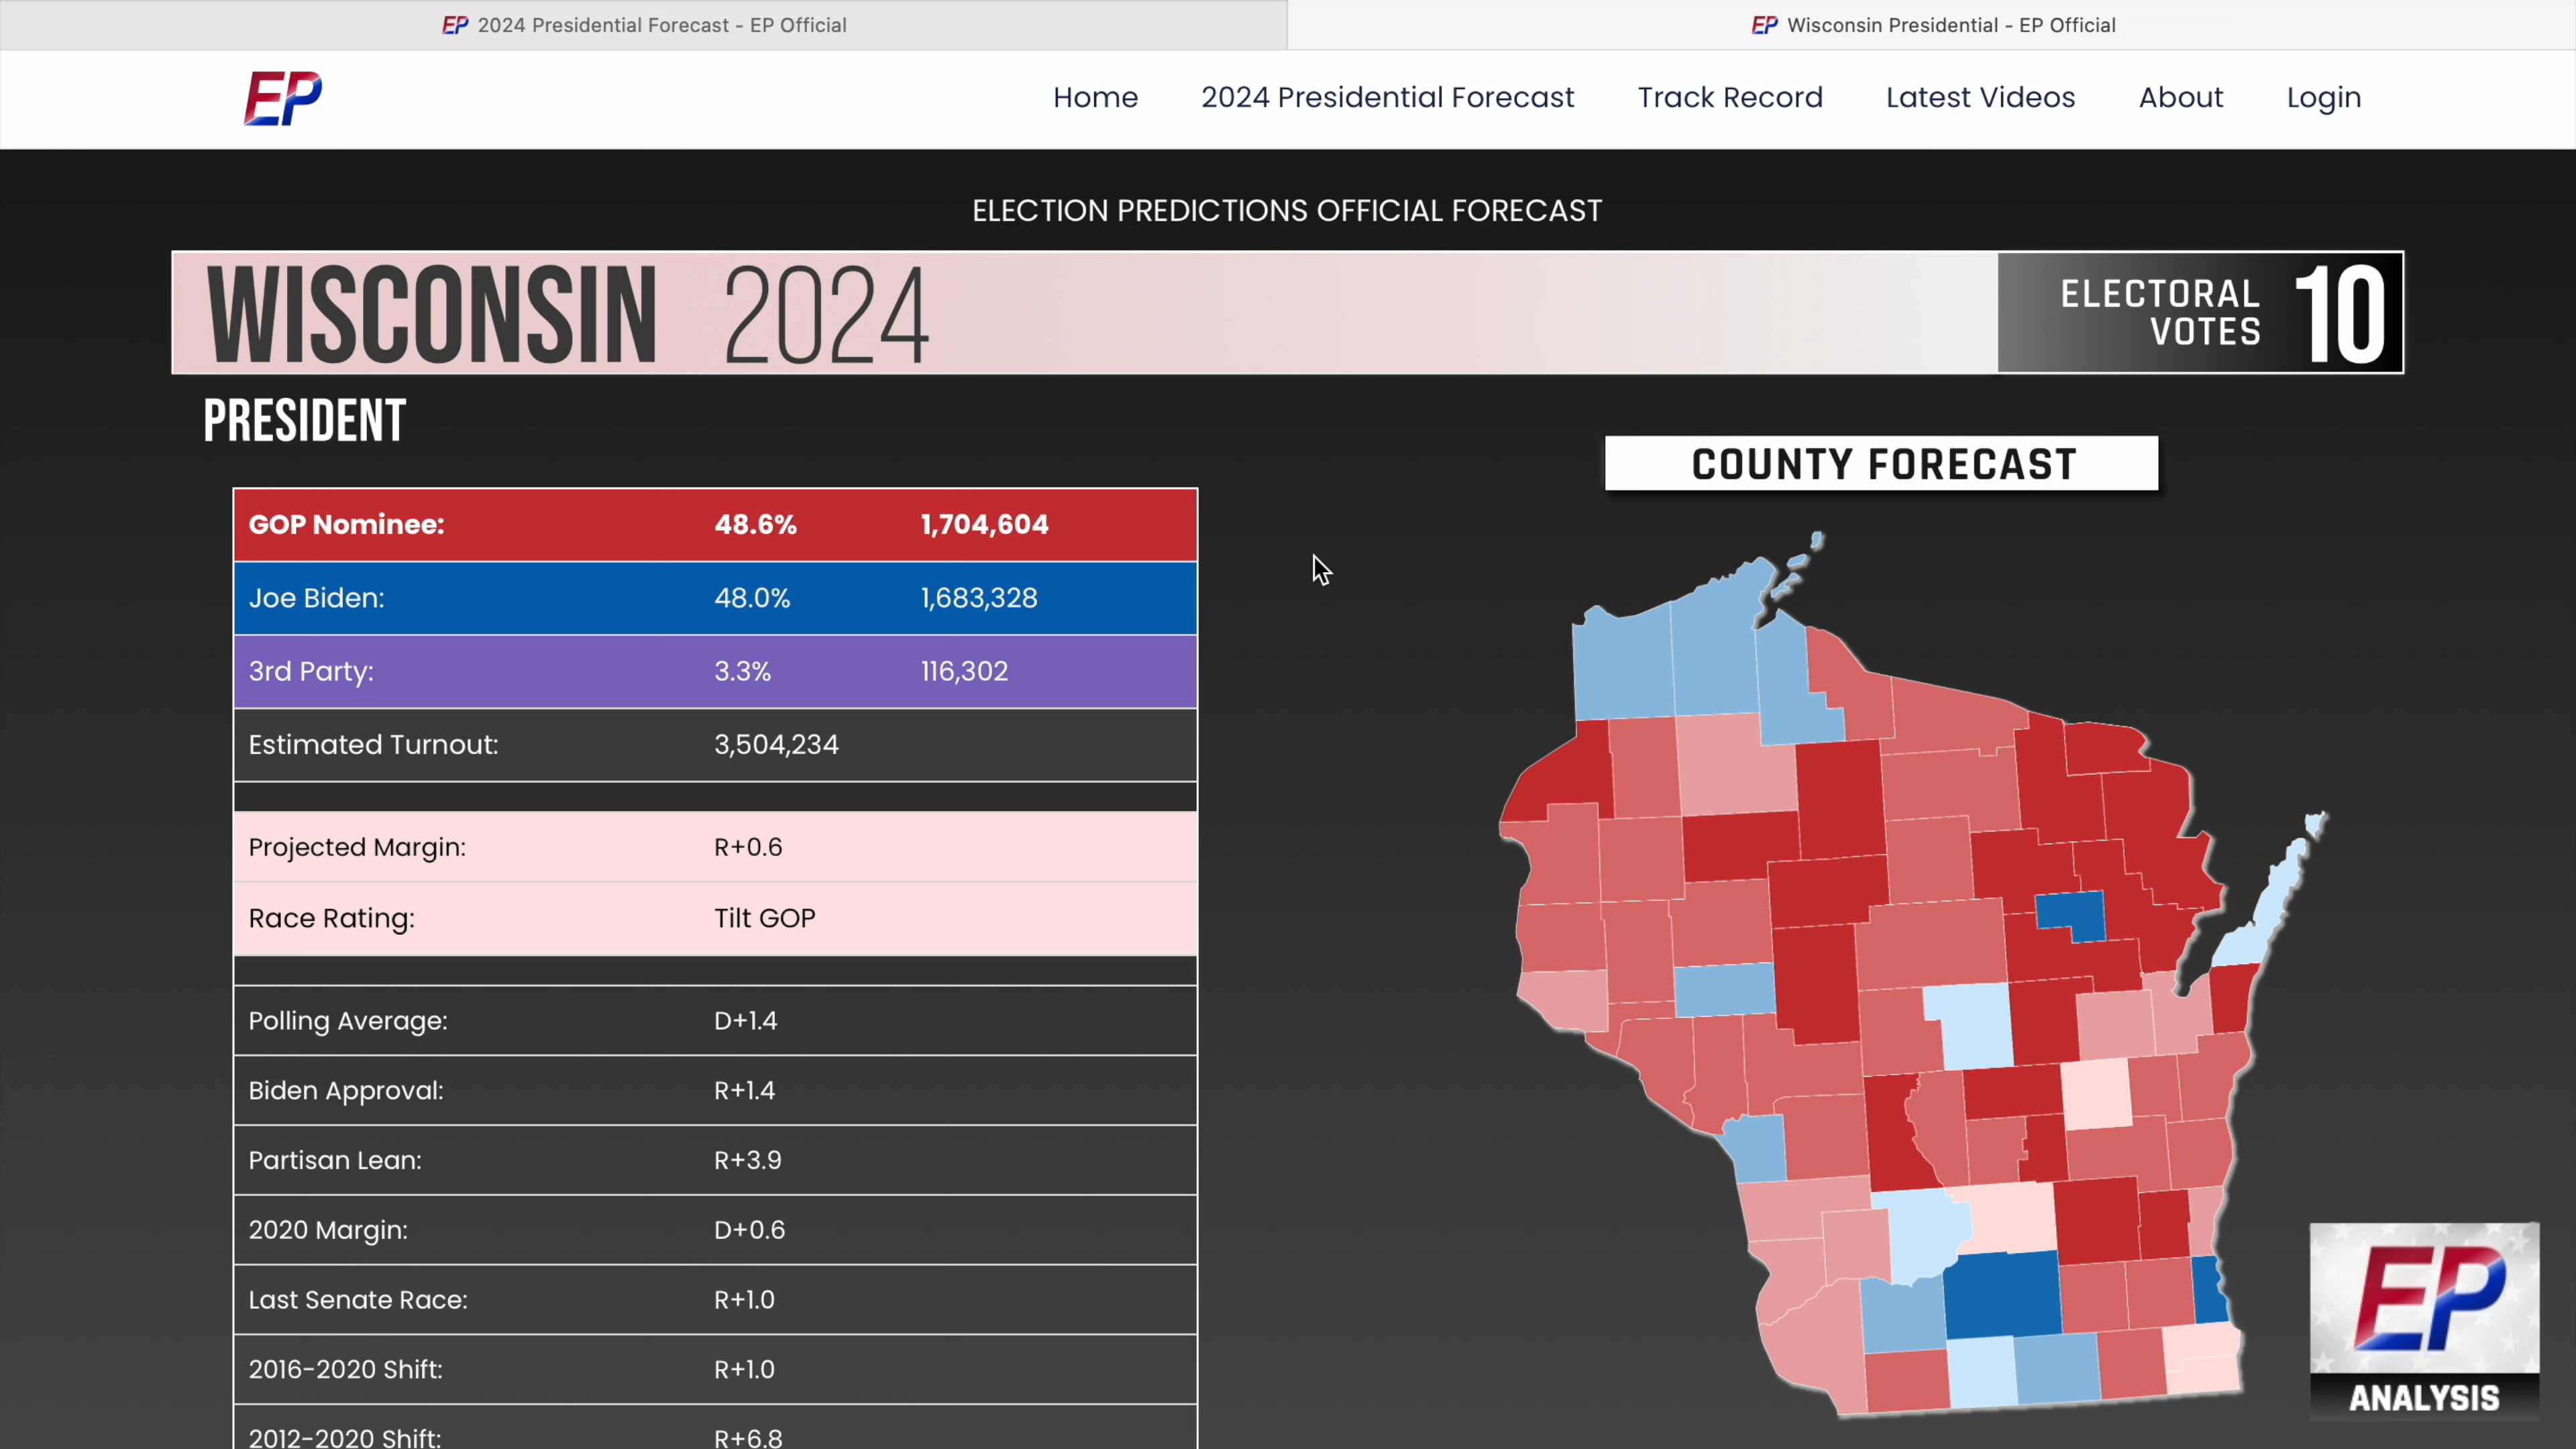 EP 2024 Presidential Forecast - EP Official
EP Wisconsin Presidential - EP Official
EP
Home 2024 Presidential Forecast Track Record Latest Videos About Login
ELECTION PREDICTIONS OFFICIAL FORECAST
WISCONSIN 2024
ELECTORAL
VOTES
10
PRESIDENT
COUNTY FORECAST
GOP Nominee: 48.6% 1,704,604
Joe Biden: 48.0% 1,683,328
3rd Party: 3.3% 116,302
Estimated Turnout: 3,504,234
Projected Margin: R+0.6
Race Rating: Tilt GOP
Polling Average: D+1.4
Biden Approval: R+1.4
Partisan Lean: R+3.9
2020 Margin: D+0.6
Last Senate Race: R+1.0
2016-2020 Shift: R+1.0
2012-2020 Shift: R+6.8
EP
ANALYSIS